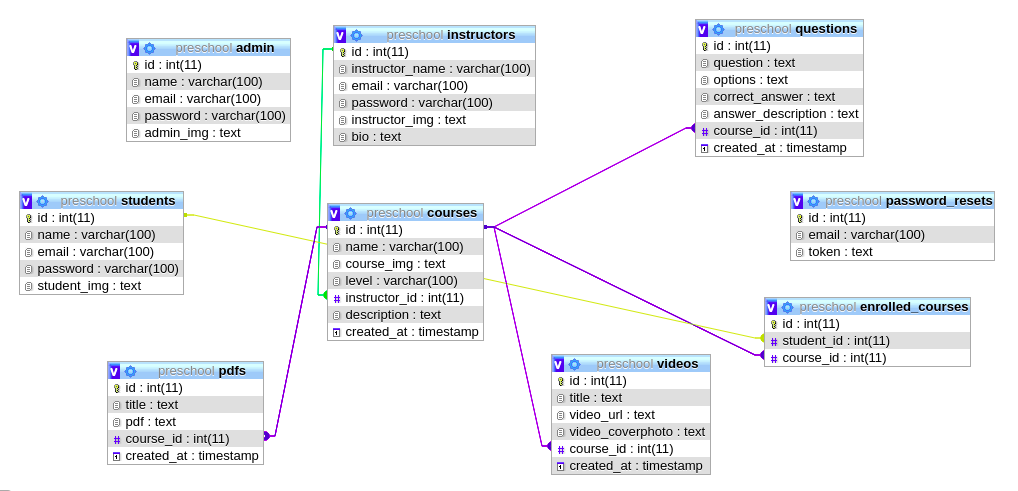 preschool admin
id : int(11)
name : varchar(100)
email : varchar(100)
password : varchar(100)
admin_img : text
preschool instructors
id : int(11)
instructor_name : varchar(100)
email : varchar(100)
password : varchar(100)
instructor_img : text
bio : text
preschool questions
id : int(11)
question : text
options : text
correct_answer : text
answer_description : text
course_id : int(11)
created_at : timestamp
preschool students
id : int(11)
name : varchar(100)
email : varchar(100)
password : varchar(100)
student_img : text
preschool courses
id : int(11)
name : varchar(100)
course_img : text
level : varchar(100)
instructor_id : int(11)
description : text
created_at : timestamp
preschool password_resets
id : int(11)
email : varchar(100)
token : text
preschool enrolled_courses
id : int(11)
student_id : int(11)
course_id : int(11)
preschool pdfs
id : int(11)
title : text
pdf : text
course_id : int(11)
created_at : timestamp
preschool videos
id : int(11)
title : text
video_url : text
video_coverphoto : text
course_id : int(11)
created_at : timestamp